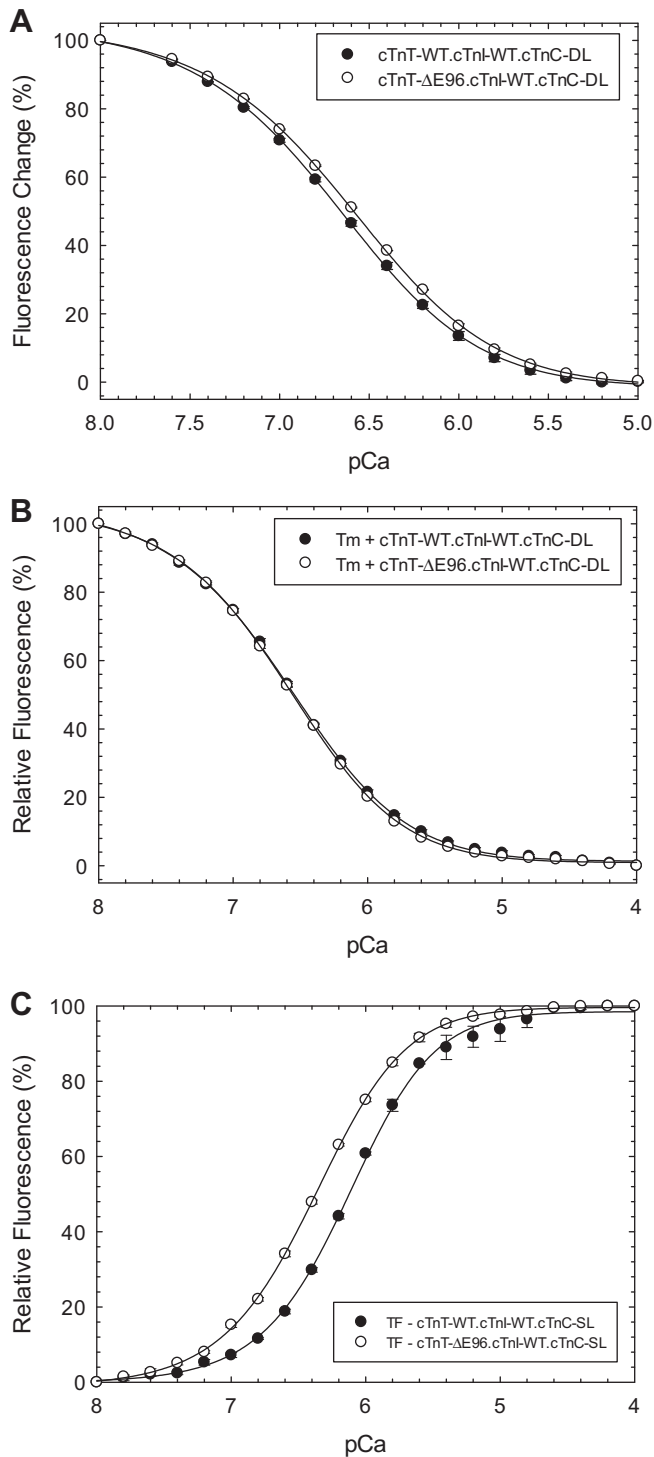 A
100
80
60
40
20
0
Fluorescence Change (%)
cTnT-WT.cTnI-WT.cTnC-DL
cTnT-ΔE96.cTnI-WT.cTnC-DL
8.0 7.5 7.0 6.5 6.0 5.5 5.0
pCa
B
100
80
60
40
20
0
Relative Fluorescence (%)
Tm + cTnT-WT.cTnI-WT.cTnC-DL
Tm + cTnT-ΔE96.cTnI-WT.cTnC-DL
8 7 6 5 4
pCa
C
100
80
60
40
20
0
Relative Fluorescence (%)
TF - cTnT-WT.cTnI-WT.cTnC-SL
TF - cTnT-ΔE96.cTnI-WT.cTnC-SL
8 7 6 5 4
pCa